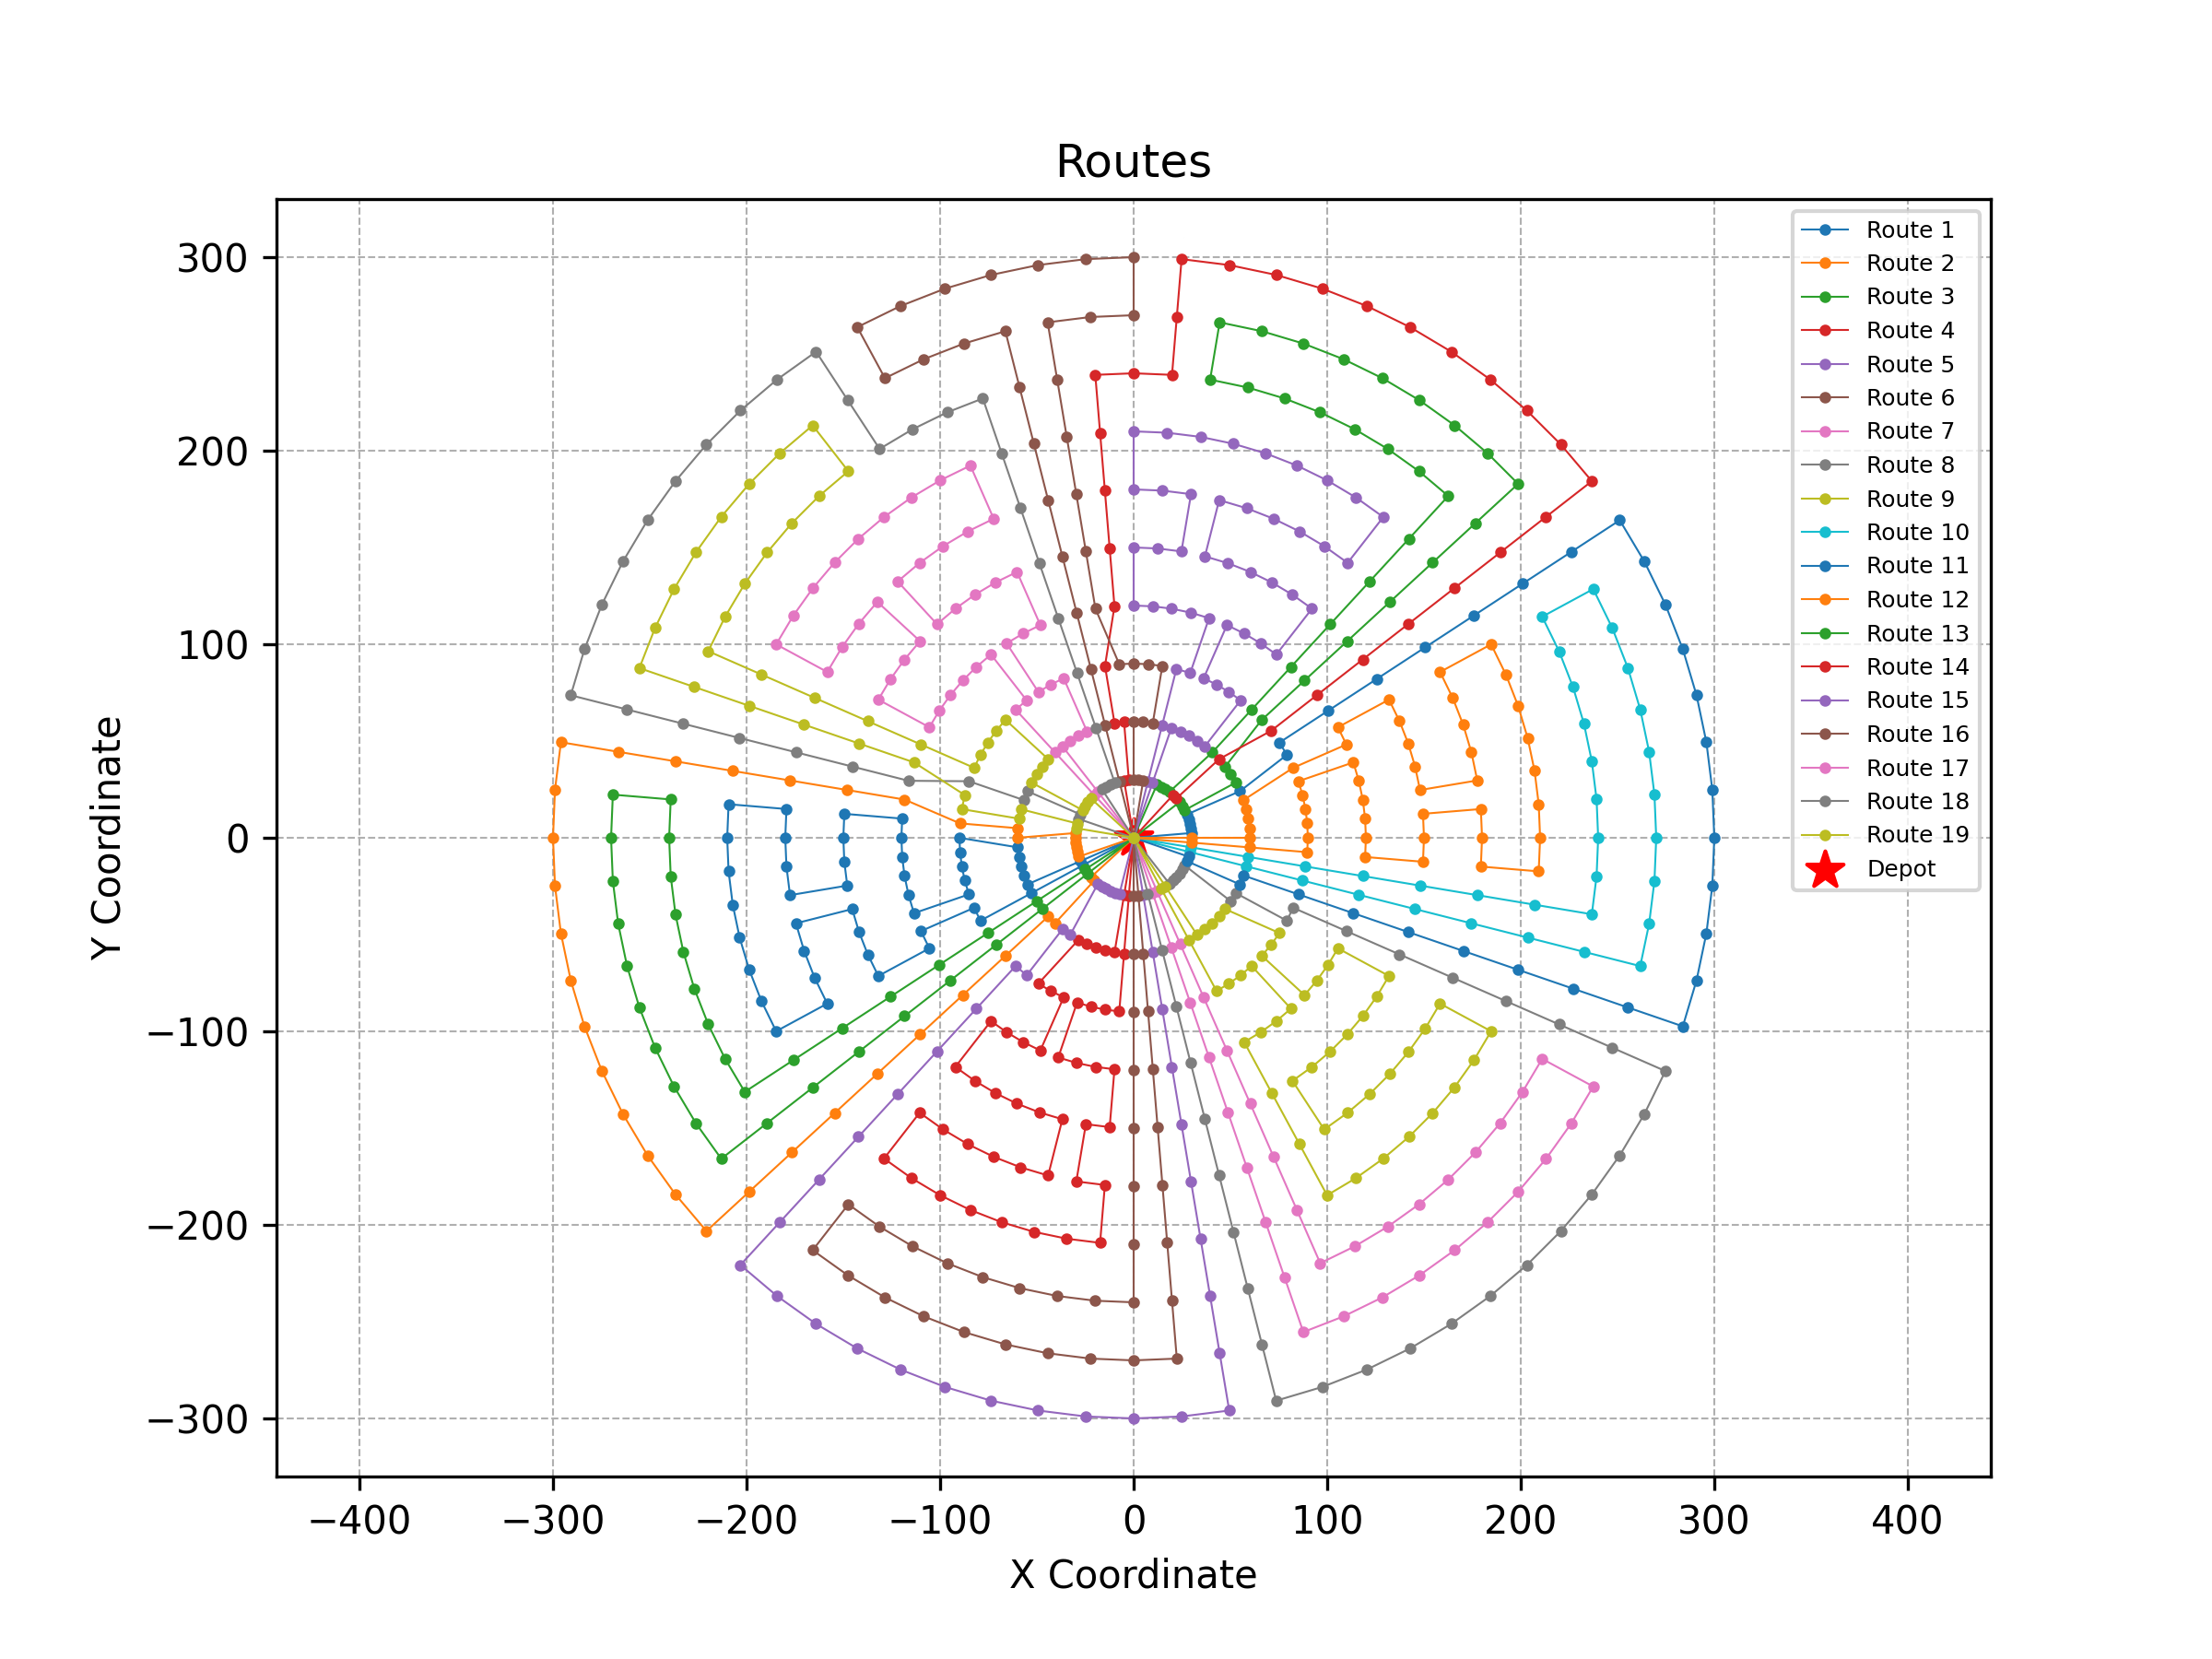 Routes
Y Coordinate
300
200
100
0
−100
−200
−300
−400
−300
−200
−100
0
100
200
300
400
X Coordinate
Route 1
Route 2
Route 3
Route 4
Route 5
Route 6
Route 7
Route 8
Route 9
Route 10
Route 11
Route 12
Route 13
Route 14
Route 15
Route 16
Route 17
Route 18
Route 19
Depot